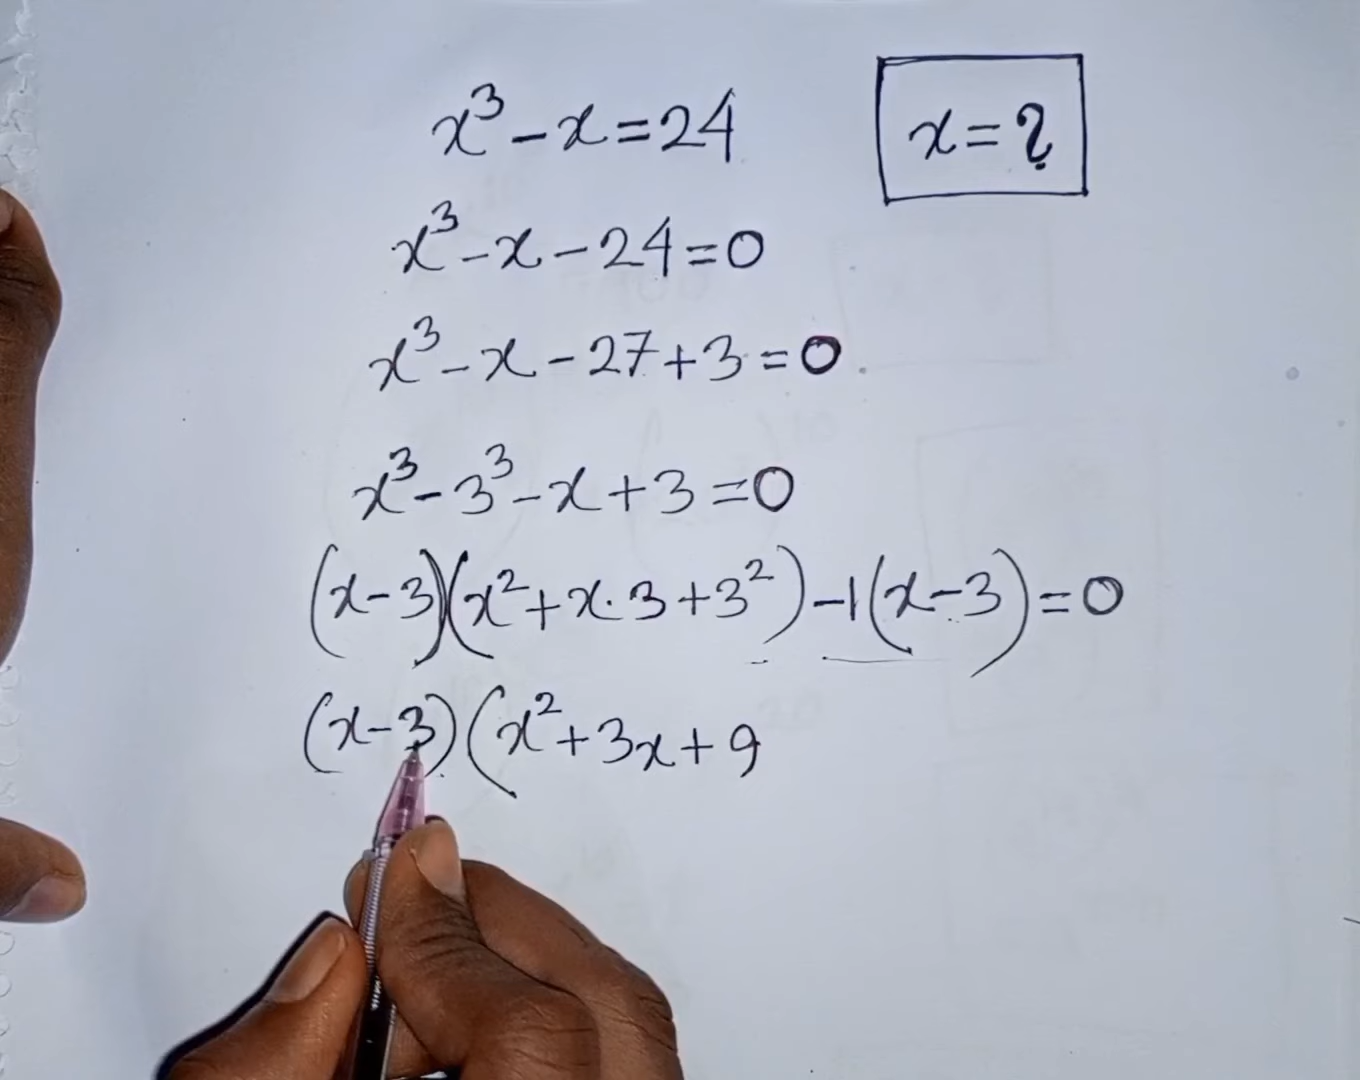 x³-x=24
x=?
x³-x-24=0
x³-x-27+3=0
x³-3³-x+3=0
(x-3)(x²+x.3+3²)-1(x-3)=0
(x-3)(x²+3x+9